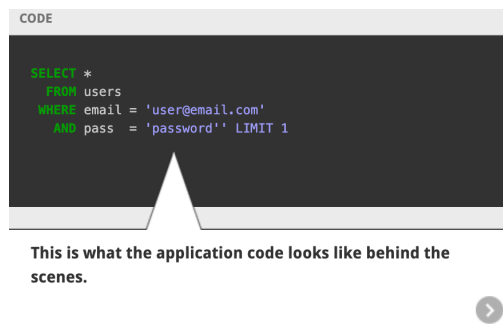 CODE
SELECT *
FROM users
WHERE email = 'user@email.com'
AND pass = 'password'' LIMIT 1
This is what the application code looks like behind the
scenes.